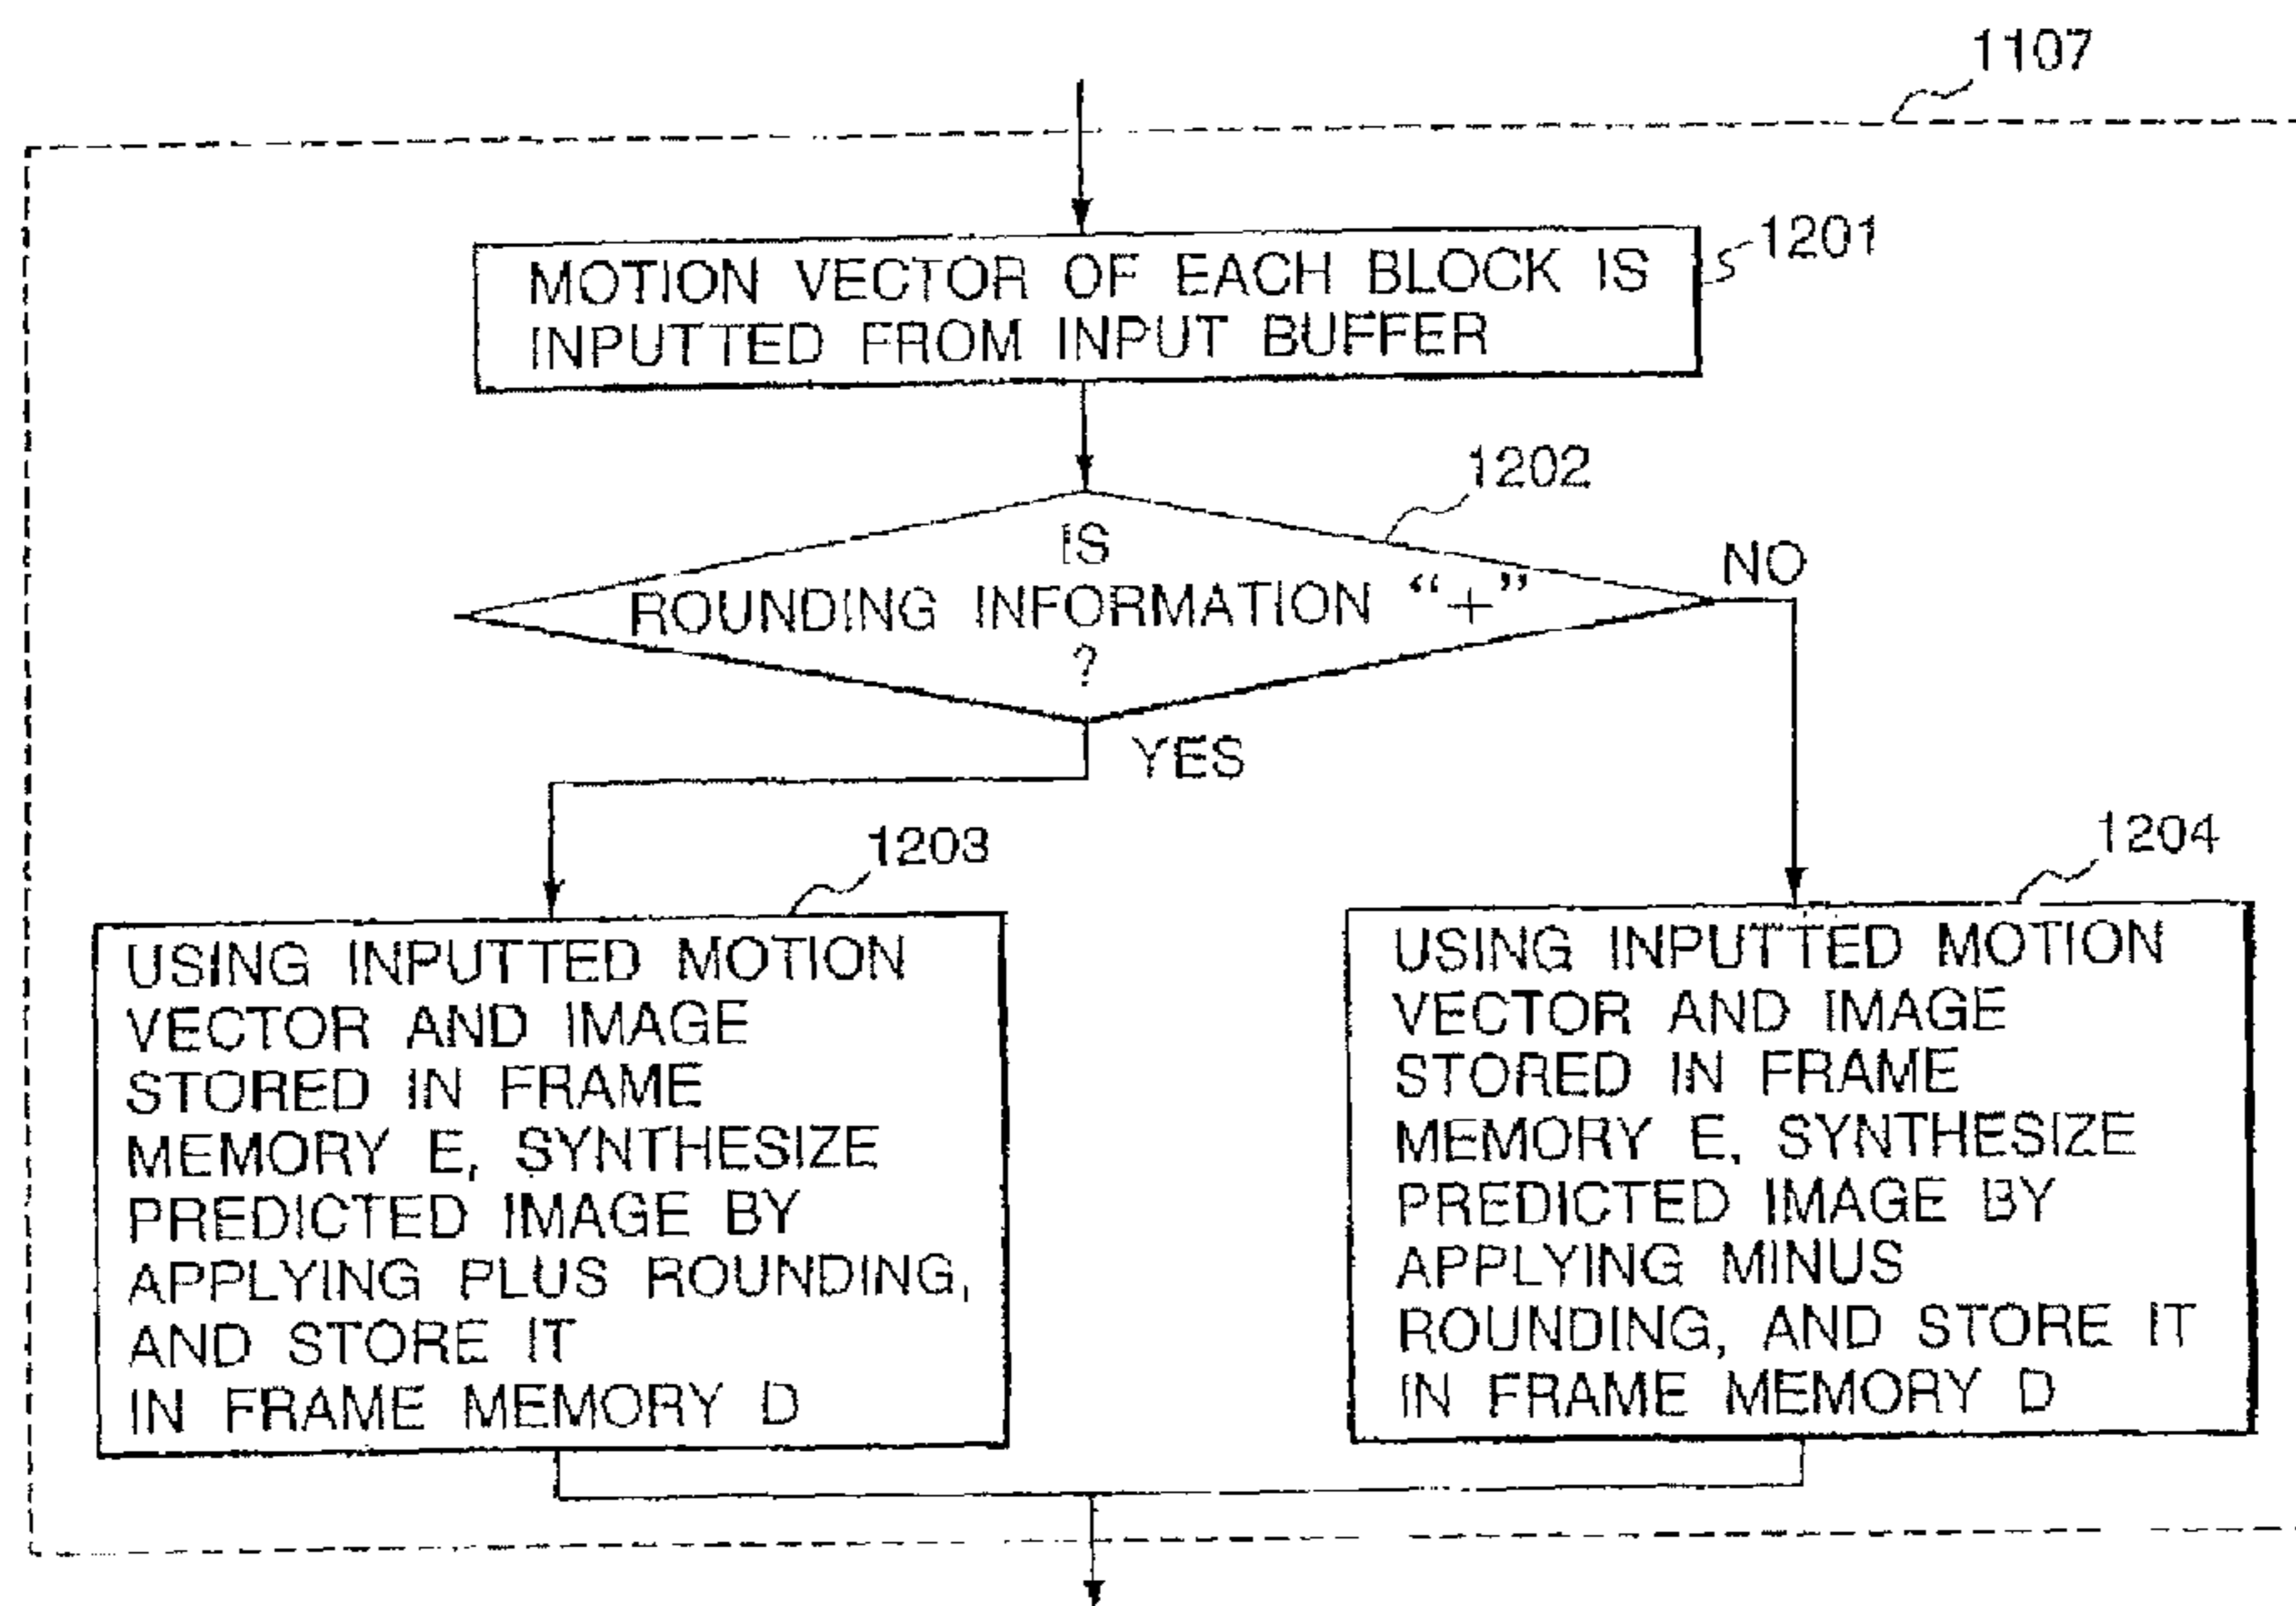 1107
MOTION VECTOR OF EACH BLOCK IS
INPUTTED FROM INPUT BUFFER
1201
1202
IS
ROUNDING INFORMATION “+”
?
NO
YES
1203
USING INPUTTED MOTION
VECTOR AND IMAGE
STORED IN FRAME
MEMORY E, SYNTHESIZE
PREDICTED IMAGE BY
APPLYING PLUS ROUNDING,
AND STORE IT
IN FRAME MEMORY D
1204
USING INPUTTED MOTION
VECTOR AND IMAGE
STORED IN FRAME
MEMORY E, SYNTHESIZE
PREDICTED IMAGE BY
APPLYING MINUS
ROUNDING, AND STORE IT
IN FRAME MEMORY D